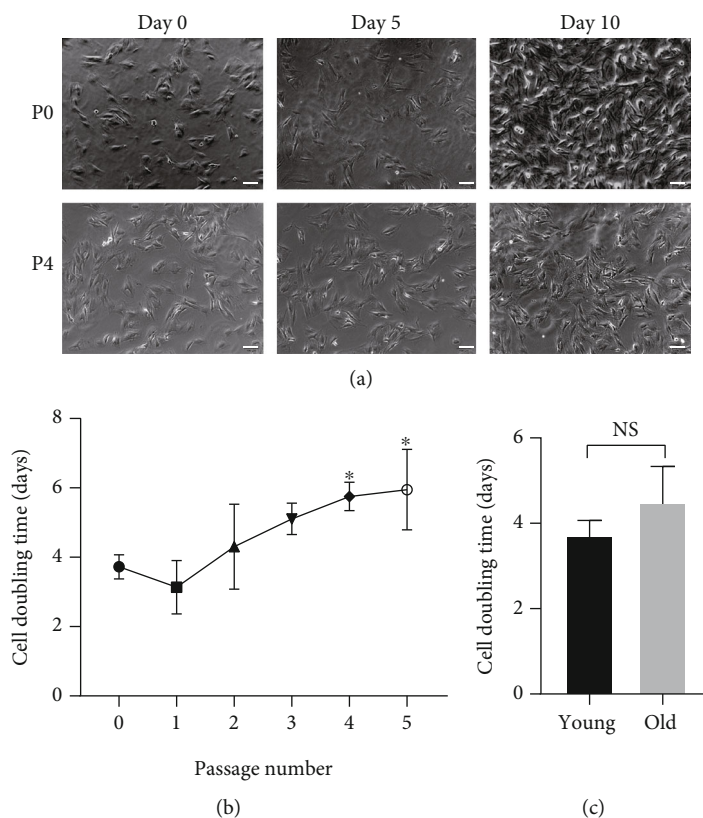 Day 0 Day 5 Day 10
P0
P4
(a)
Cell doubling time (days)
8
6
4
2
0
* *
0 1 2 3 4 5
Passage number
(b)
Cell doubling time (days)
6
4
2
0
NS
Young Old
(c)